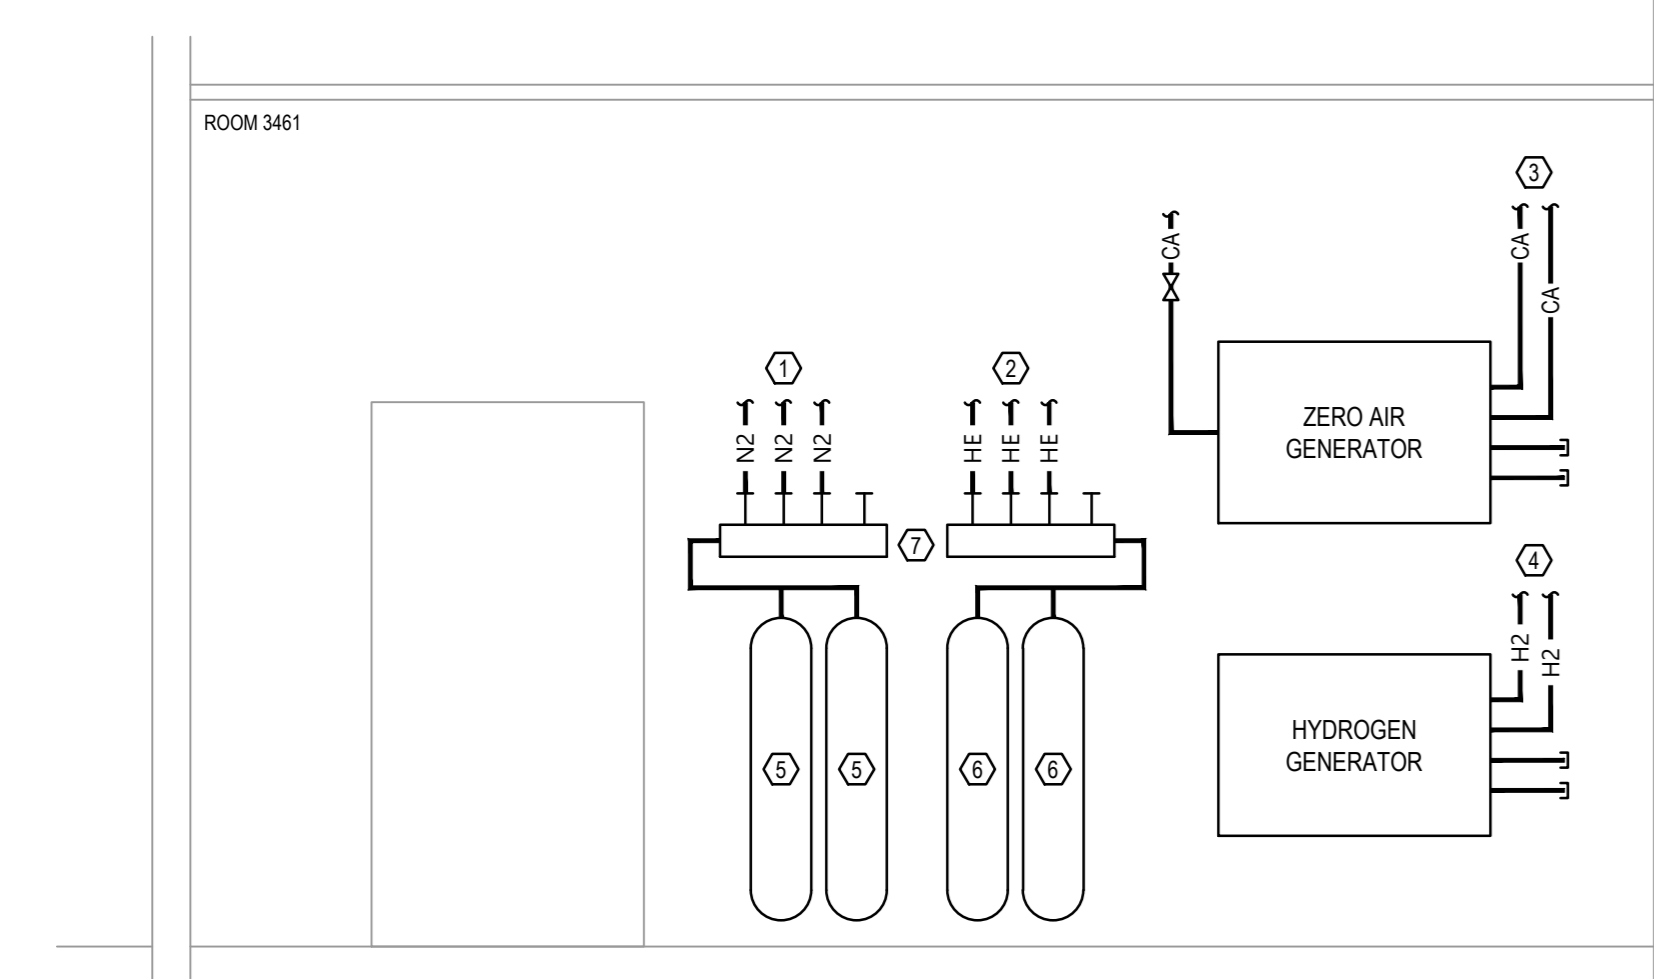 ROOM 3461
3
CA
CA
CA
1
2
N2
N2
N2
HE
HE
HE
ZERO AIR
GENERATOR
7
4
H2
H2
HYDROGEN
GENERATOR
5
5
6
6